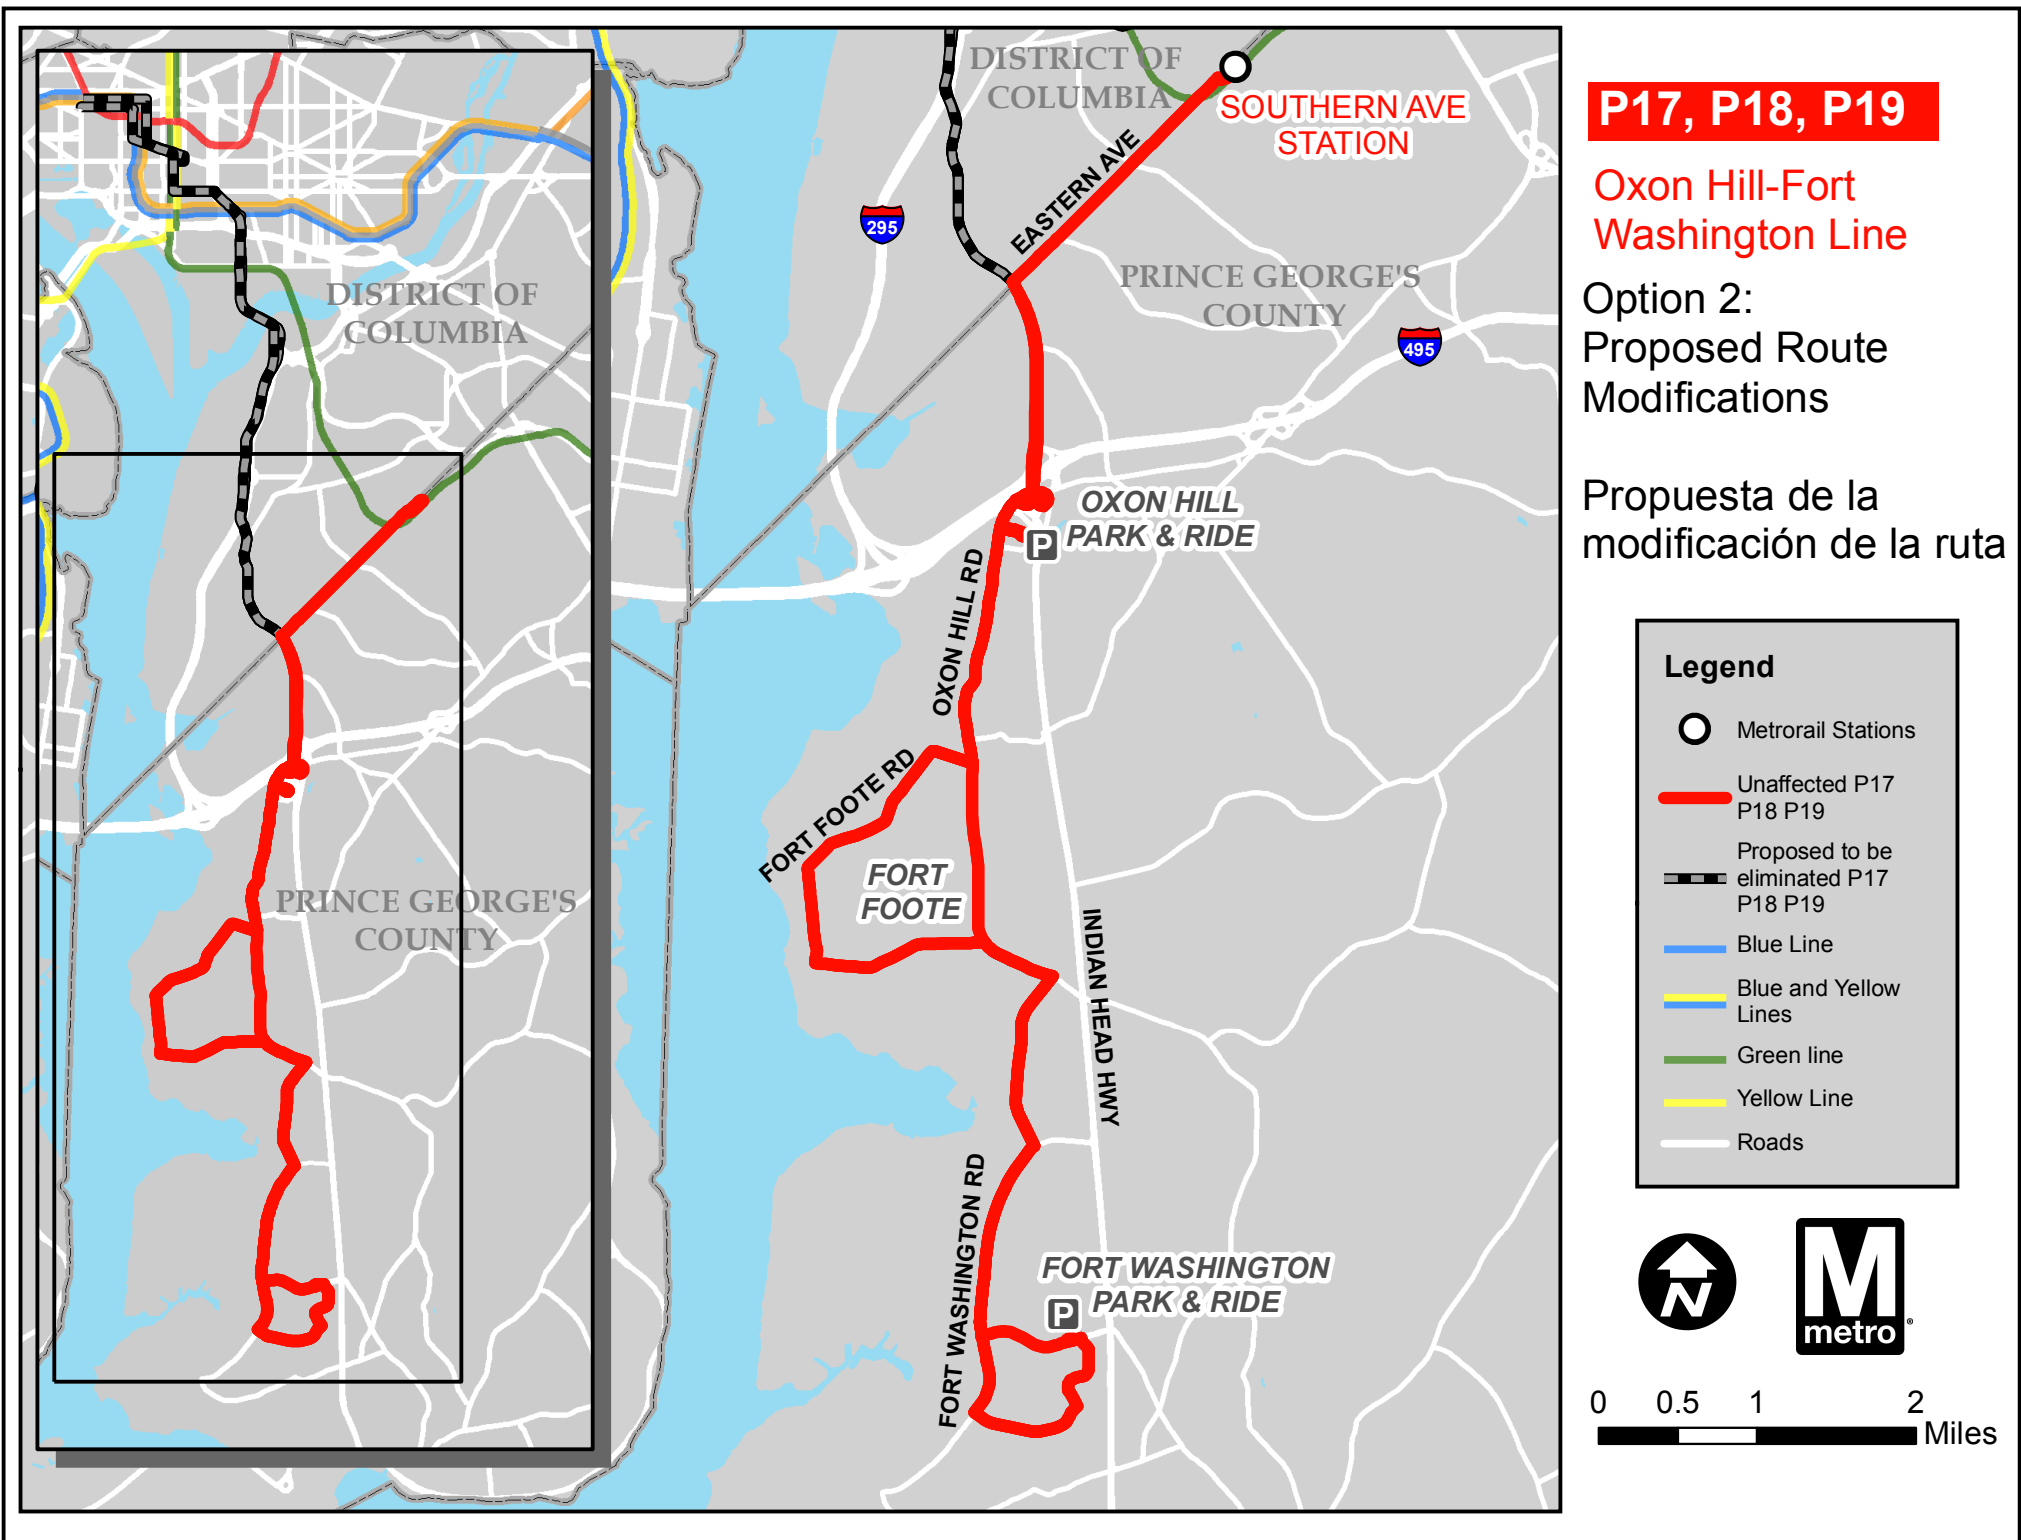 DISTRICT OF
COLUMBIA
PRINCE GEORGE'S
COUNTY
DISTRICT OF
COLUMBIA
SOUTHERN AVE
STATION
EASTERN AVE
295
PRINCE GEORGE'S
COUNTY
495
OXON HILL
PARK & RIDE
P
OXON HILL RD
FORT FOOTE RD
FORT
FOOTE
INDIAN HEAD HWY
FORT WASHINGTON RD
FORT WASHINGTON
PARK & RIDE
P
P17, P18, P19
Oxon Hill-Fort
Washington Line
Option 2:
Proposed Route
Modifications
Propuesta de la
modificación de la ruta
Legend
Metrorail Stations
Unaffected P17
P18 P19
Proposed to be
eliminated P17
P18 P19
Blue Line
Blue and Yellow
Lines
Green line
Yellow Line
Roads
N
M
metro®
0 0.5 1 2
Miles